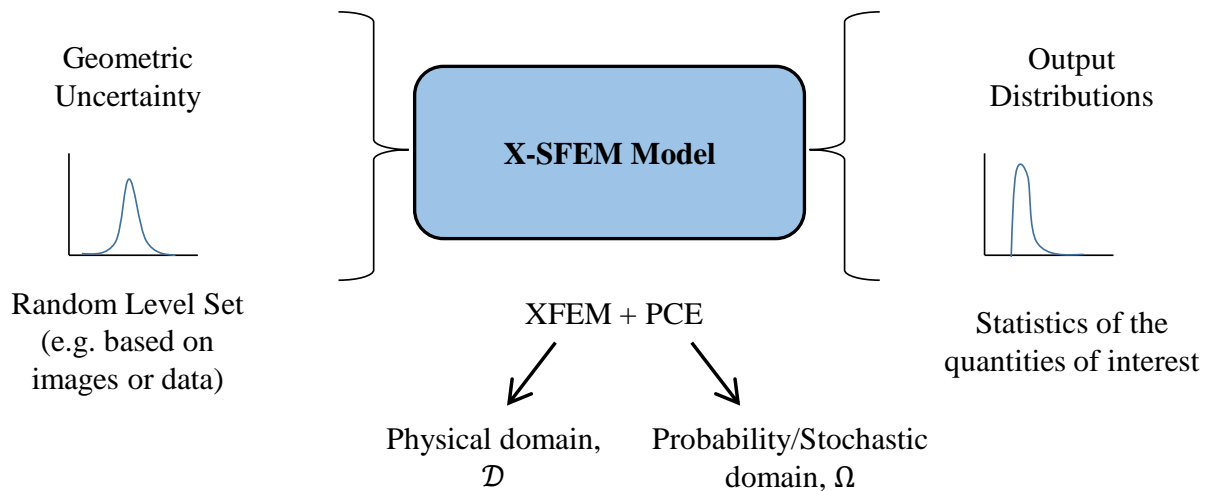 Geometric
Uncertainty
Random Level Set
(e.g. based on
images or data)
X-SFEM Model
XFEM + PCE
Physical domain,
𝒟
Probability/Stochastic
domain, Ω
Output
Distributions
Statistics of the
quantities of interest